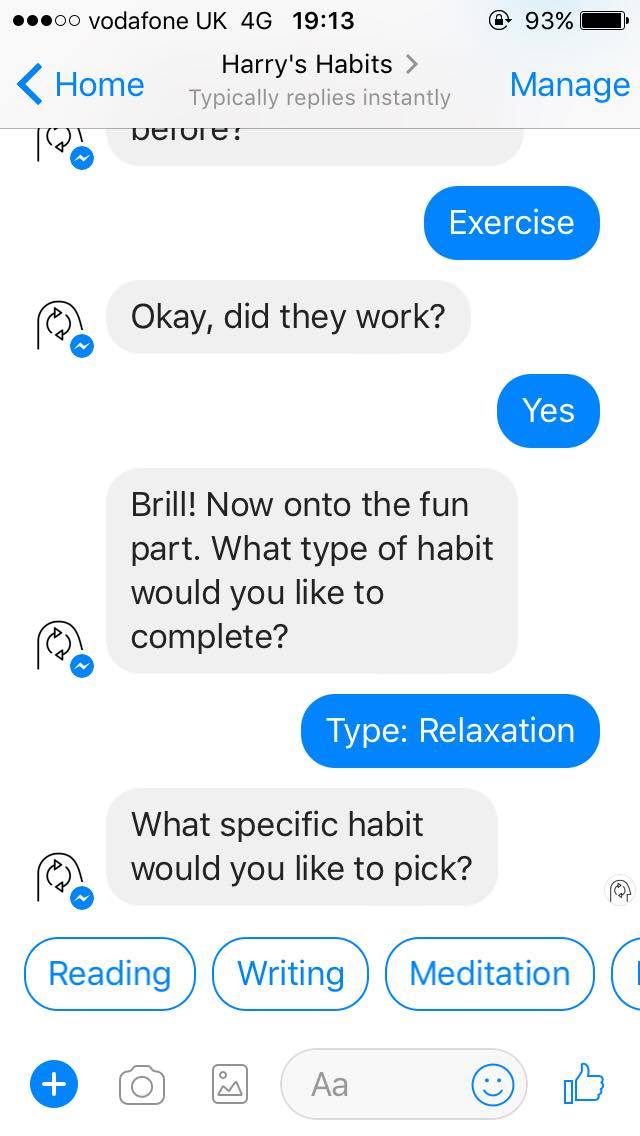 vodafone UK 4G 19:13 93%
Home Harry's Habits Manage
Typically replies instantly
before?
Exercise
Okay, did they work?
Yes
Brill! Now onto the fun
part. What type of habit
would you like to
complete?
Type: Relaxation
What specific habit
would you like to pick?
Reading Writing Meditation
Aa